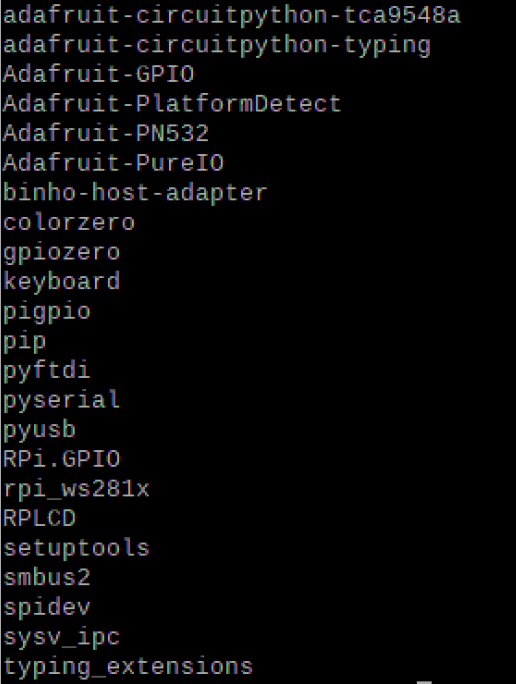 adafruit-circuitpython-tca9548a
adafruit-circuitpython-typing
Adafruit-GPIO
Adafruit-PlatformDetect
Adafruit-PN532
Adafruit-PureIO
binho-host-adapter
colorzero
gpiozero
keyboard
pigpio
pip
pyftdi
pyserial
pyusb
RPi.GPIO
rpi_ws281x
RPLCD
setuptools
smbus2
spidev
sysv_ipc
typing_extensions